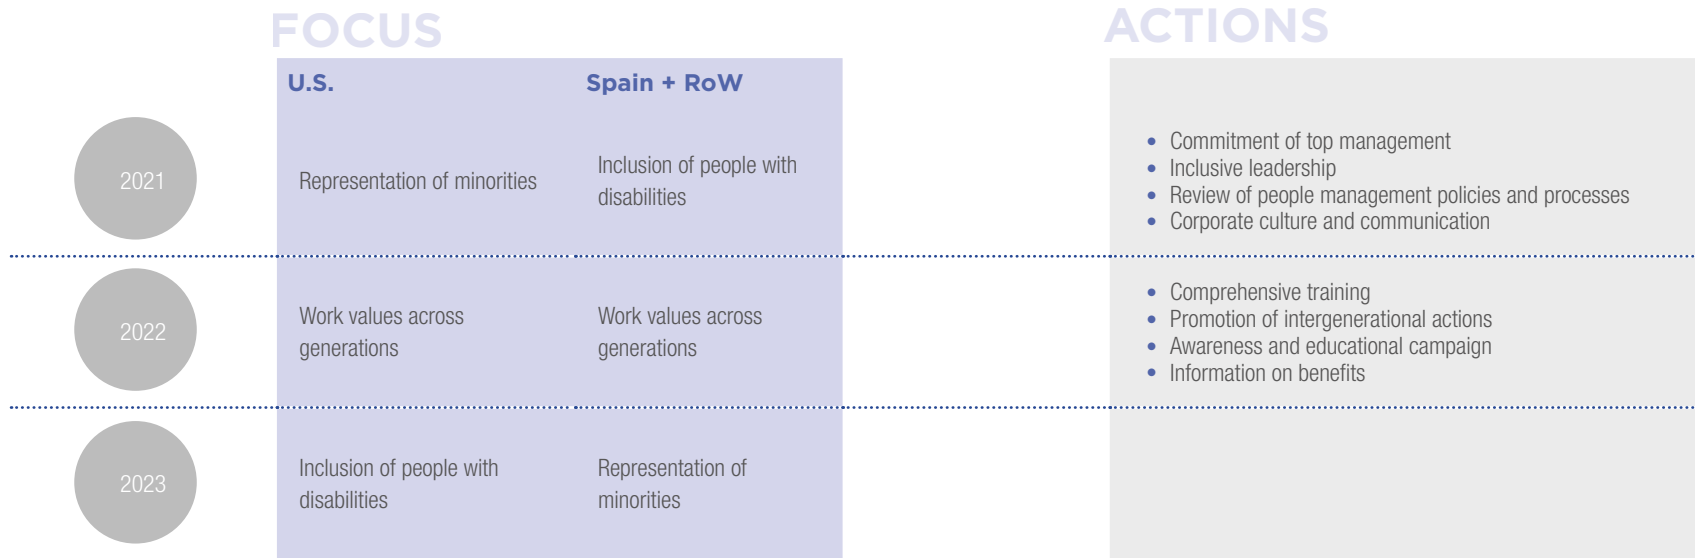 FOCUS
ACTIONS
U.S.
Spain + RoW
2021
Representation of minorities
Inclusion of people with
disabilities
• Commitment of top management
• Inclusive leadership
• Review of people management policies and processes
• Corporate culture and communication
2022
Work values across
generations
Work values across
generations
• Comprehensive training
• Promotion of intergenerational actions
• Awareness and educational campaign
• Information on benefits
2023
Inclusion of people with
disabilities
Representation of
minorities